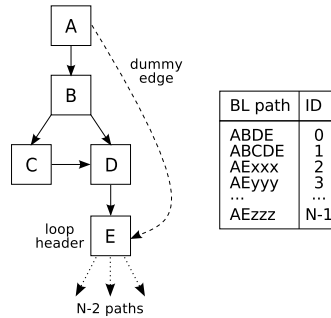 A
dummy
edge
B
C
D
E
loop
header
N-2 paths
BL path ID
ABDE 0
ABCDE 1
AExxx 2
AEyyy 3
... ...
AEzzz N-1